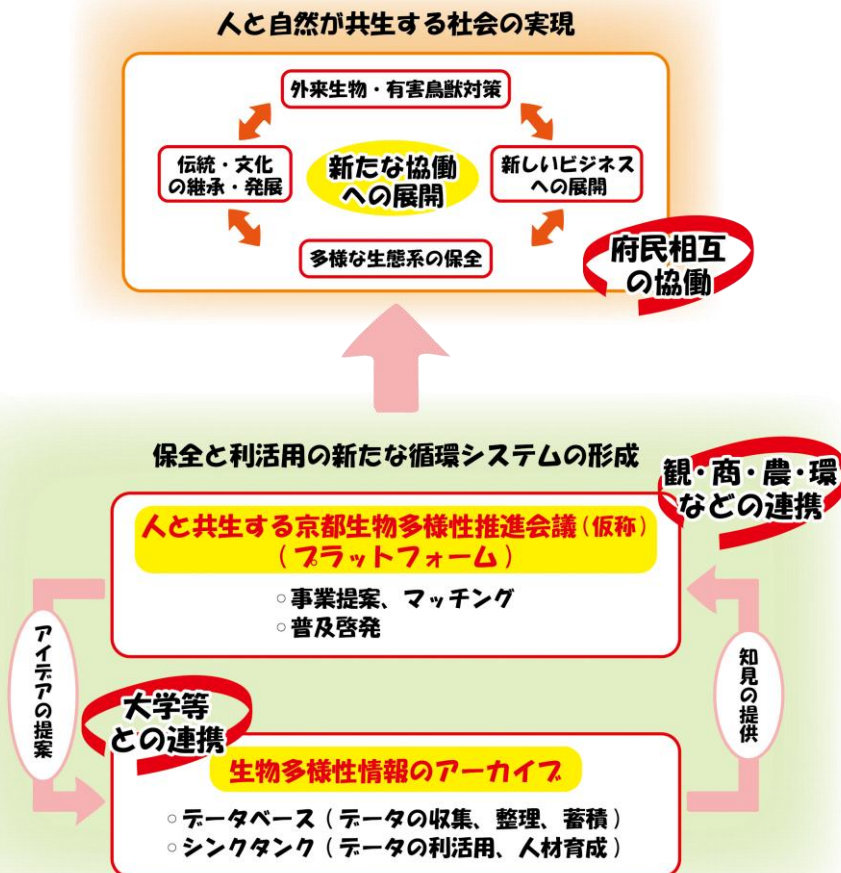 人と自然が共生する社会の実現
外来生物・有害鳥獣対策
伝統・文化
の継承・発展
新たな協働
への展開
新しいビジネス
への展開
多様な生態系の保全
府民相互
の協働
保全と利活用の新たな循環システムの形成
観・商・農・環
などの連携
人と共生する京都生物多様性推進会議(仮称)
(プラットフォーム)
○事業提案、マッチング
○普及啓発
アイデアの提案
知見の提供
大学等
との連携
生物多様性情報のアーカイブ
○データベース(データの収集、整理、蓄積)
○シンクタンク(データの利活用、人材育成)